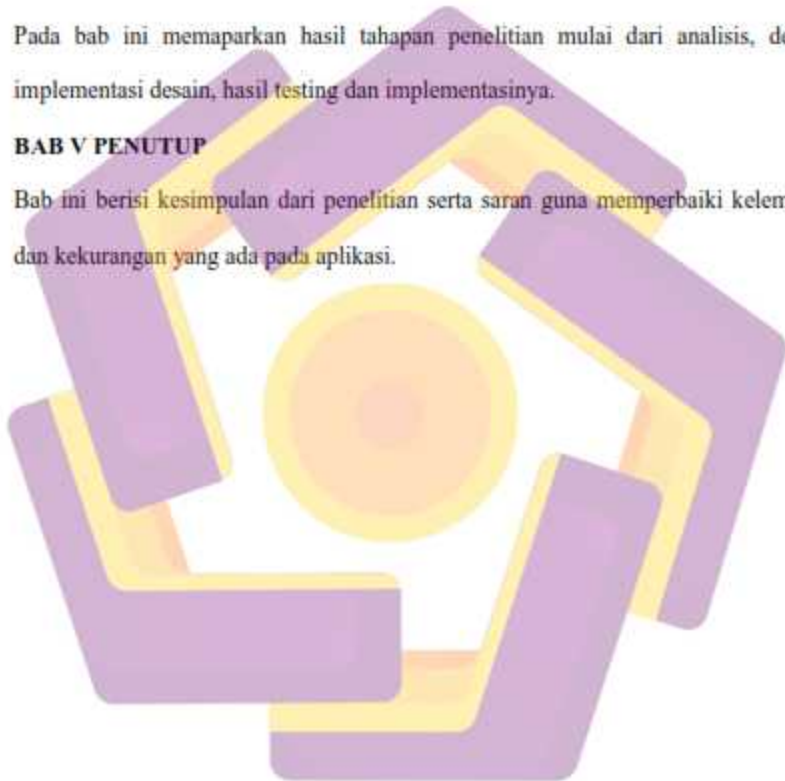 Pada bab ini memaparkan hasil tahapan penelitian mulai dari analisis,
implementasi desain, hasil testing dan implementasinya.
BAB V PENUTUP
Bab ini berisi kesimpulan dari penelitian serta saran guna memperbaiki
dan kekurangan yang ada pada aplikasi.